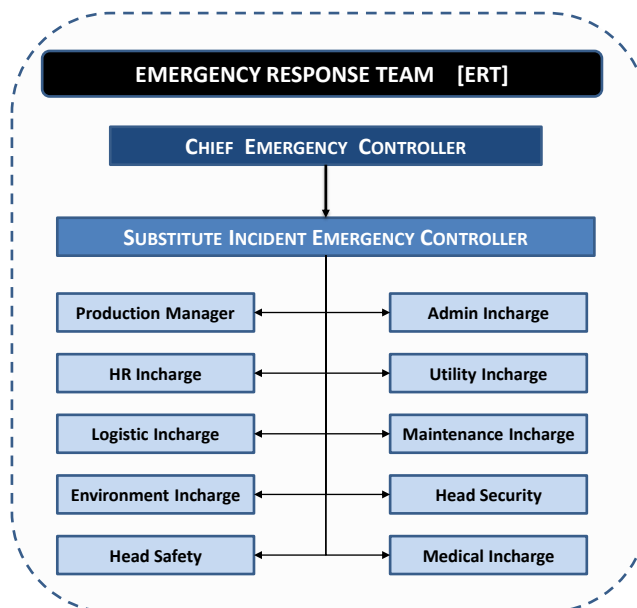 EMERGENCY RESPONSE TEAM [ERT]
CHIEF EMERGENCY CONTROLLER
SUBSTITUTE INCIDENT EMERGENCY CONTROLLER
Production Manager
Admin Incharge
HR Incharge
Utility Incharge
Logistic Incharge
Maintenance Incharge
Environment Incharge
Head Security
Head Safety
Medical Incharge